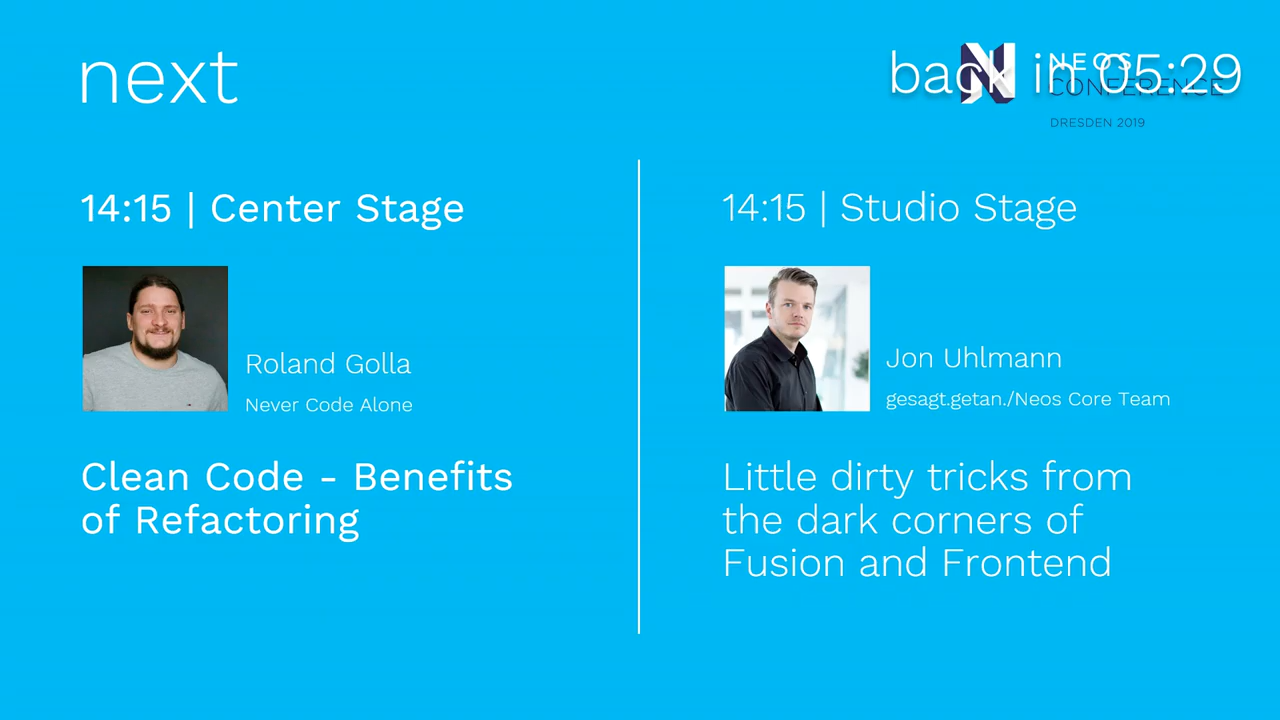 next
back in 05:29
NEOS
CONFERENCE
DRESDEN 2019
14:15 | Center Stage
Roland Golla
Never Code Alone
Clean Code - Benefits
of Refactoring
14:15 | Studio Stage
Jon Uhlmann
gesagt.getan./Neos Core Team
Little dirty tricks from
the dark corners of
Fusion and Frontend